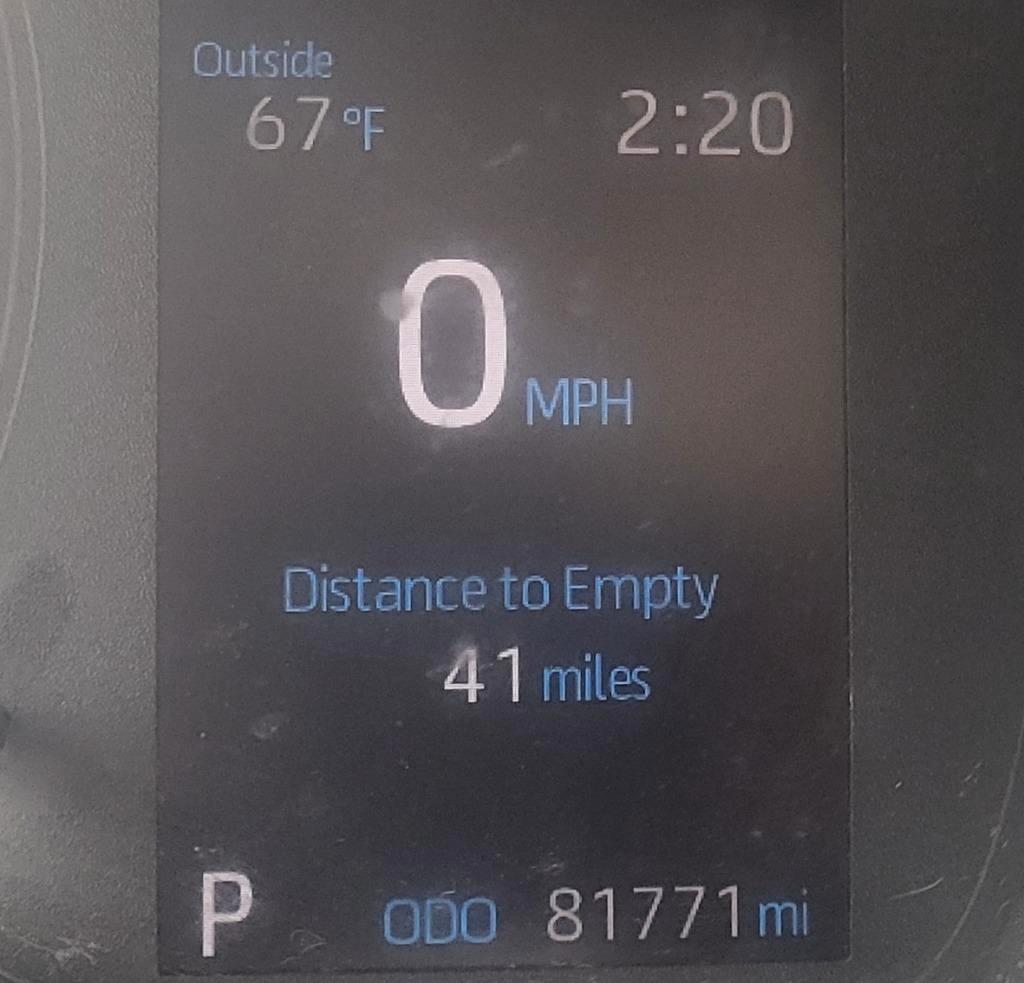 Outside
67 °F 2:20
0 MPH
Distance to Empty
41 miles
P ODO 81771 mi